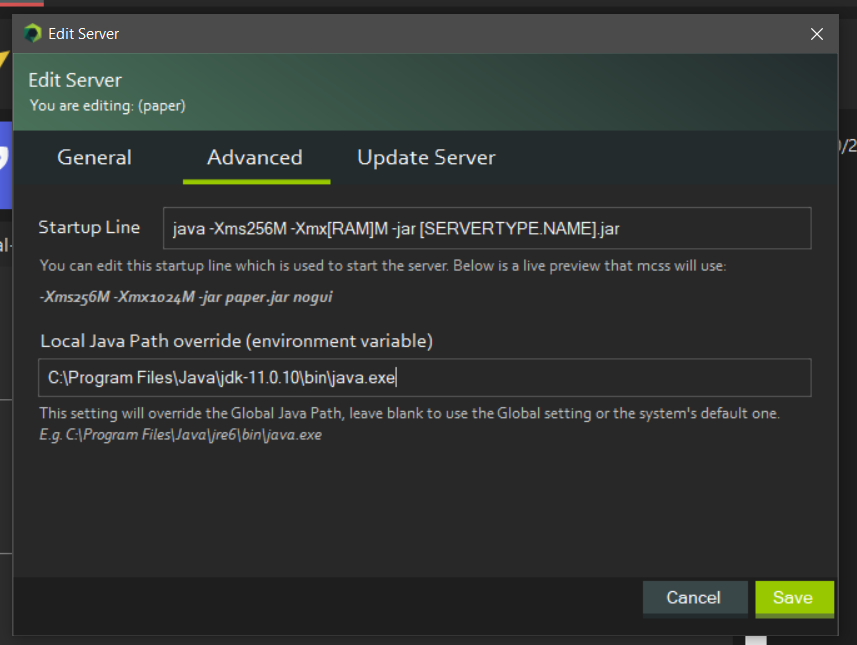 Edit Server
Edit Server
You are editing: (paper)
General Advanced Update Server
Startup Line java -Xms256M -Xmx[RAM]M -jar [SERVERTYPE.NAME].jar
You can edit this startup line which is used to start the server. Below is a live preview that mcss will use:
-Xms256M -Xmx1024M -jar paper.jar nogui
Local Java Path override (environment variable)
C:\Program Files\Java\jdk-11.0.10\bin\java.exe
This setting will override the Global Java Path, leave blank to use the Global setting or the system's default one.
E.g. C:\Program Files\Java\jre6\bin\java.exe
Cancel Save